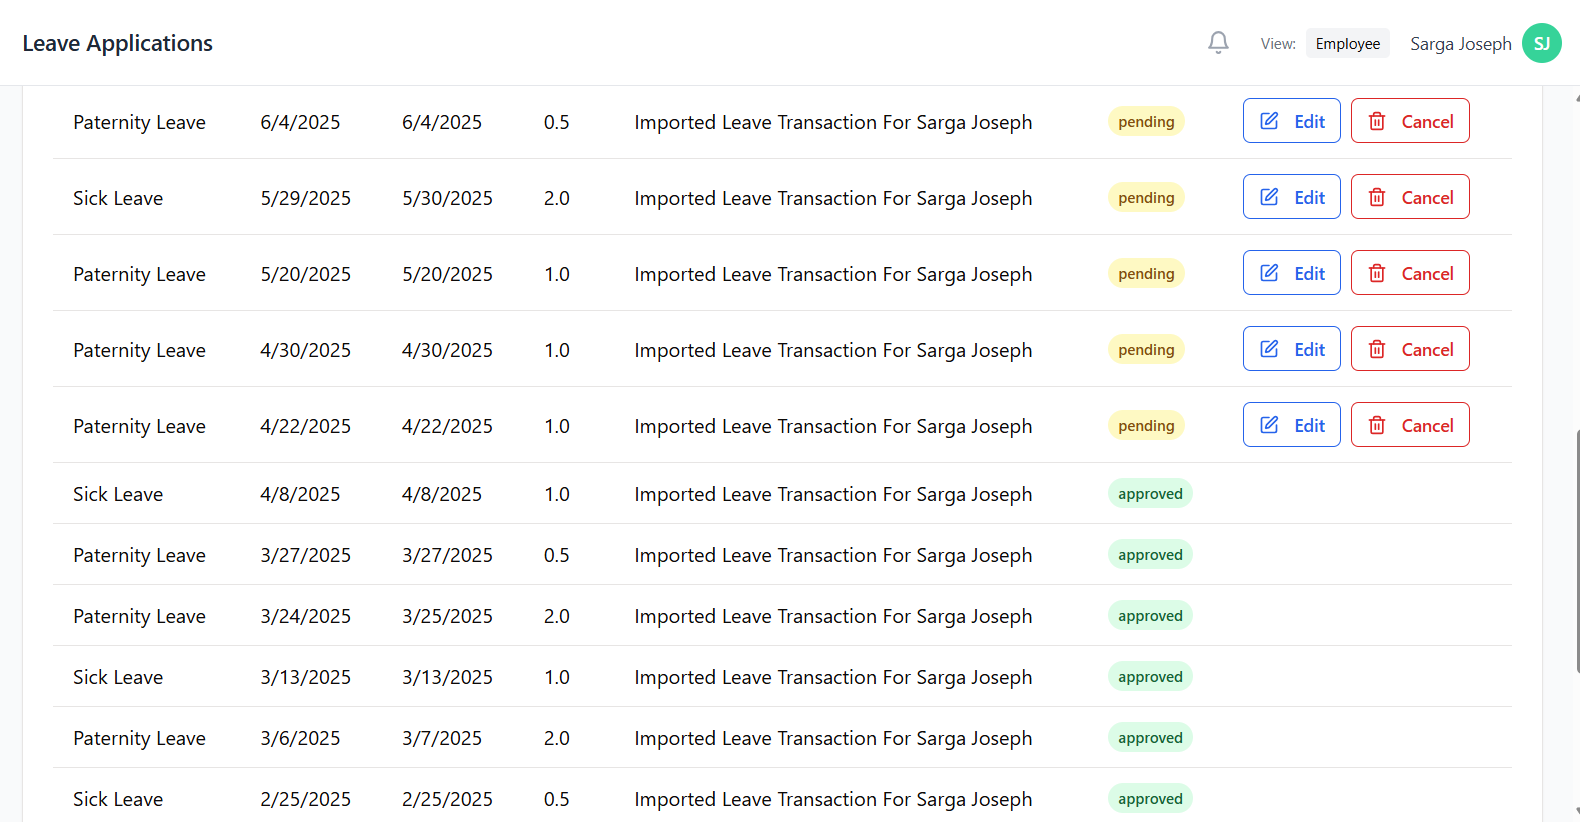 Leave Applications
View: Employee Sarga Joseph SJ
Paternity Leave 6/4/2025 6/4/2025 0.5 Imported Leave Transaction For Sarga Joseph pending Edit Cancel
Sick Leave 5/29/2025 5/30/2025 2.0 Imported Leave Transaction For Sarga Joseph pending Edit Cancel
Paternity Leave 5/20/2025 5/20/2025 1.0 Imported Leave Transaction For Sarga Joseph pending Edit Cancel
Paternity Leave 4/30/2025 4/30/2025 1.0 Imported Leave Transaction For Sarga Joseph pending Edit Cancel
Paternity Leave 4/22/2025 4/22/2025 1.0 Imported Leave Transaction For Sarga Joseph pending Edit Cancel
Sick Leave 4/8/2025 4/8/2025 1.0 Imported Leave Transaction For Sarga Joseph approved
Paternity Leave 3/27/2025 3/27/2025 0.5 Imported Leave Transaction For Sarga Joseph approved
Paternity Leave 3/24/2025 3/25/2025 2.0 Imported Leave Transaction For Sarga Joseph approved
Sick Leave 3/13/2025 3/13/2025 1.0 Imported Leave Transaction For Sarga Joseph approved
Paternity Leave 3/6/2025 3/7/2025 2.0 Imported Leave Transaction For Sarga Joseph approved
Sick Leave 2/25/2025 2/25/2025 0.5 Imported Leave Transaction For Sarga Joseph approved